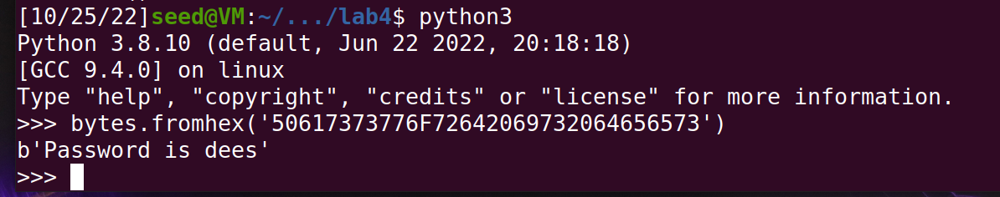 [10/25/22]seed@VM:~/.../lab4$ python3
Python 3.8.10 (default, Jun 22 2022, 20:18:18)
[GCC 9.4.0] on linux
Type "help", "copyright", "credits" or "license" for more information.
>>> bytes.fromhex('50617373776F72642069732064656573')
b'Password is dees'
>>>